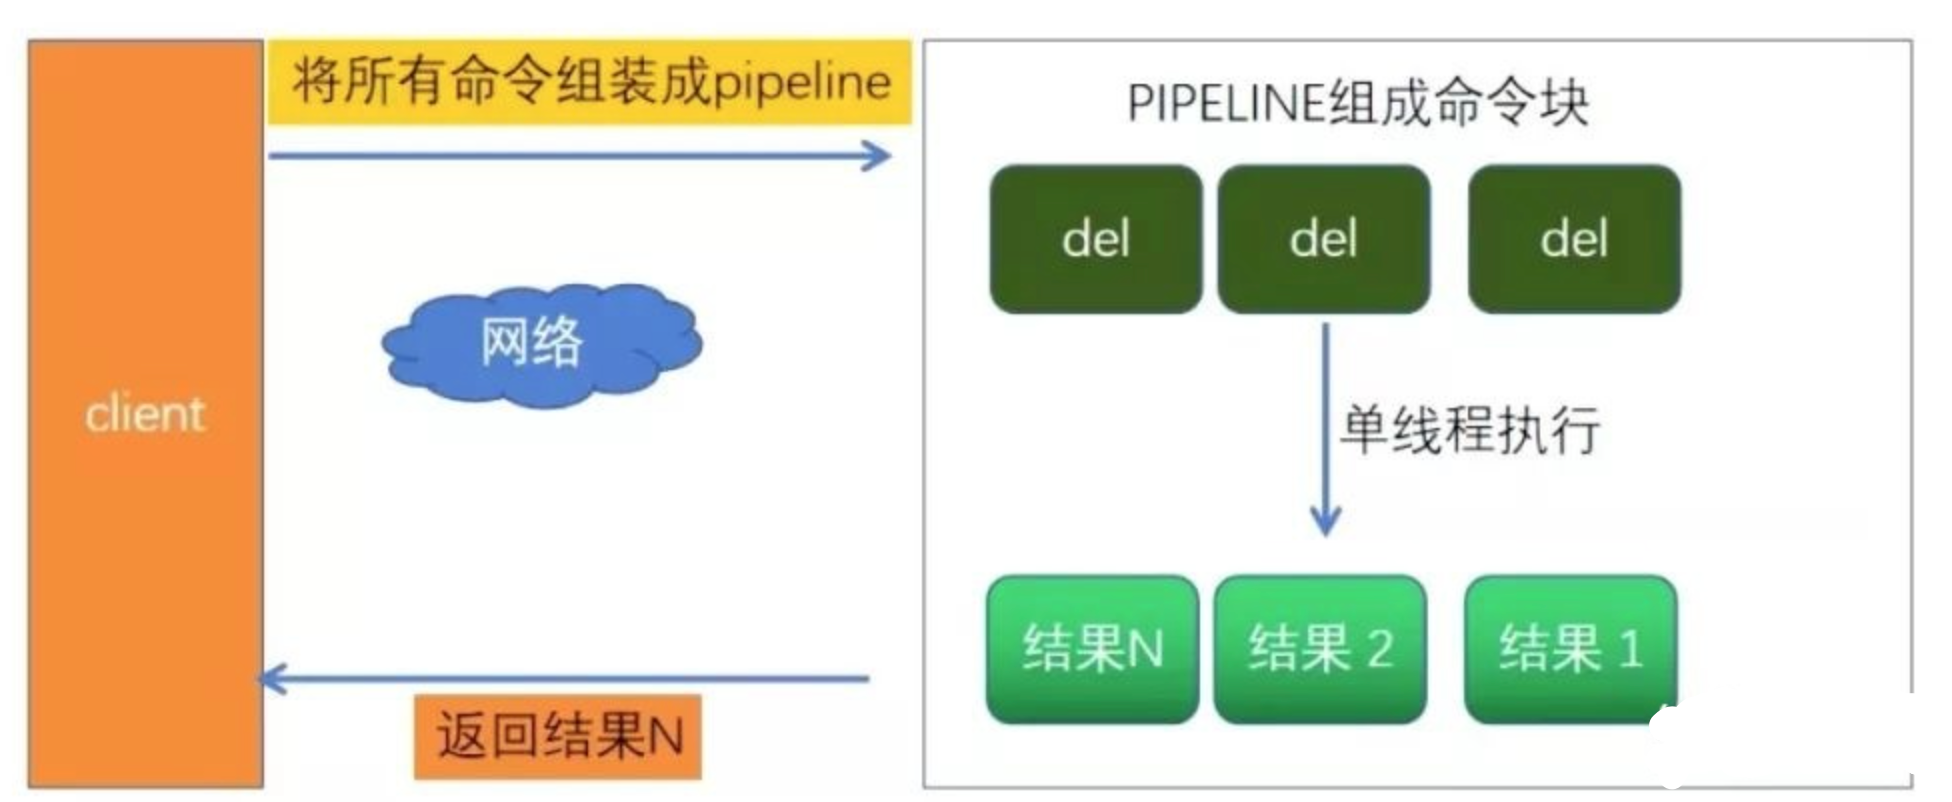 将所有命令组装成pipeline
client
网络
返回结果N
PIPELINE组成命令块
del
del
del
单线程执行
结果N
结果 2
结果 1